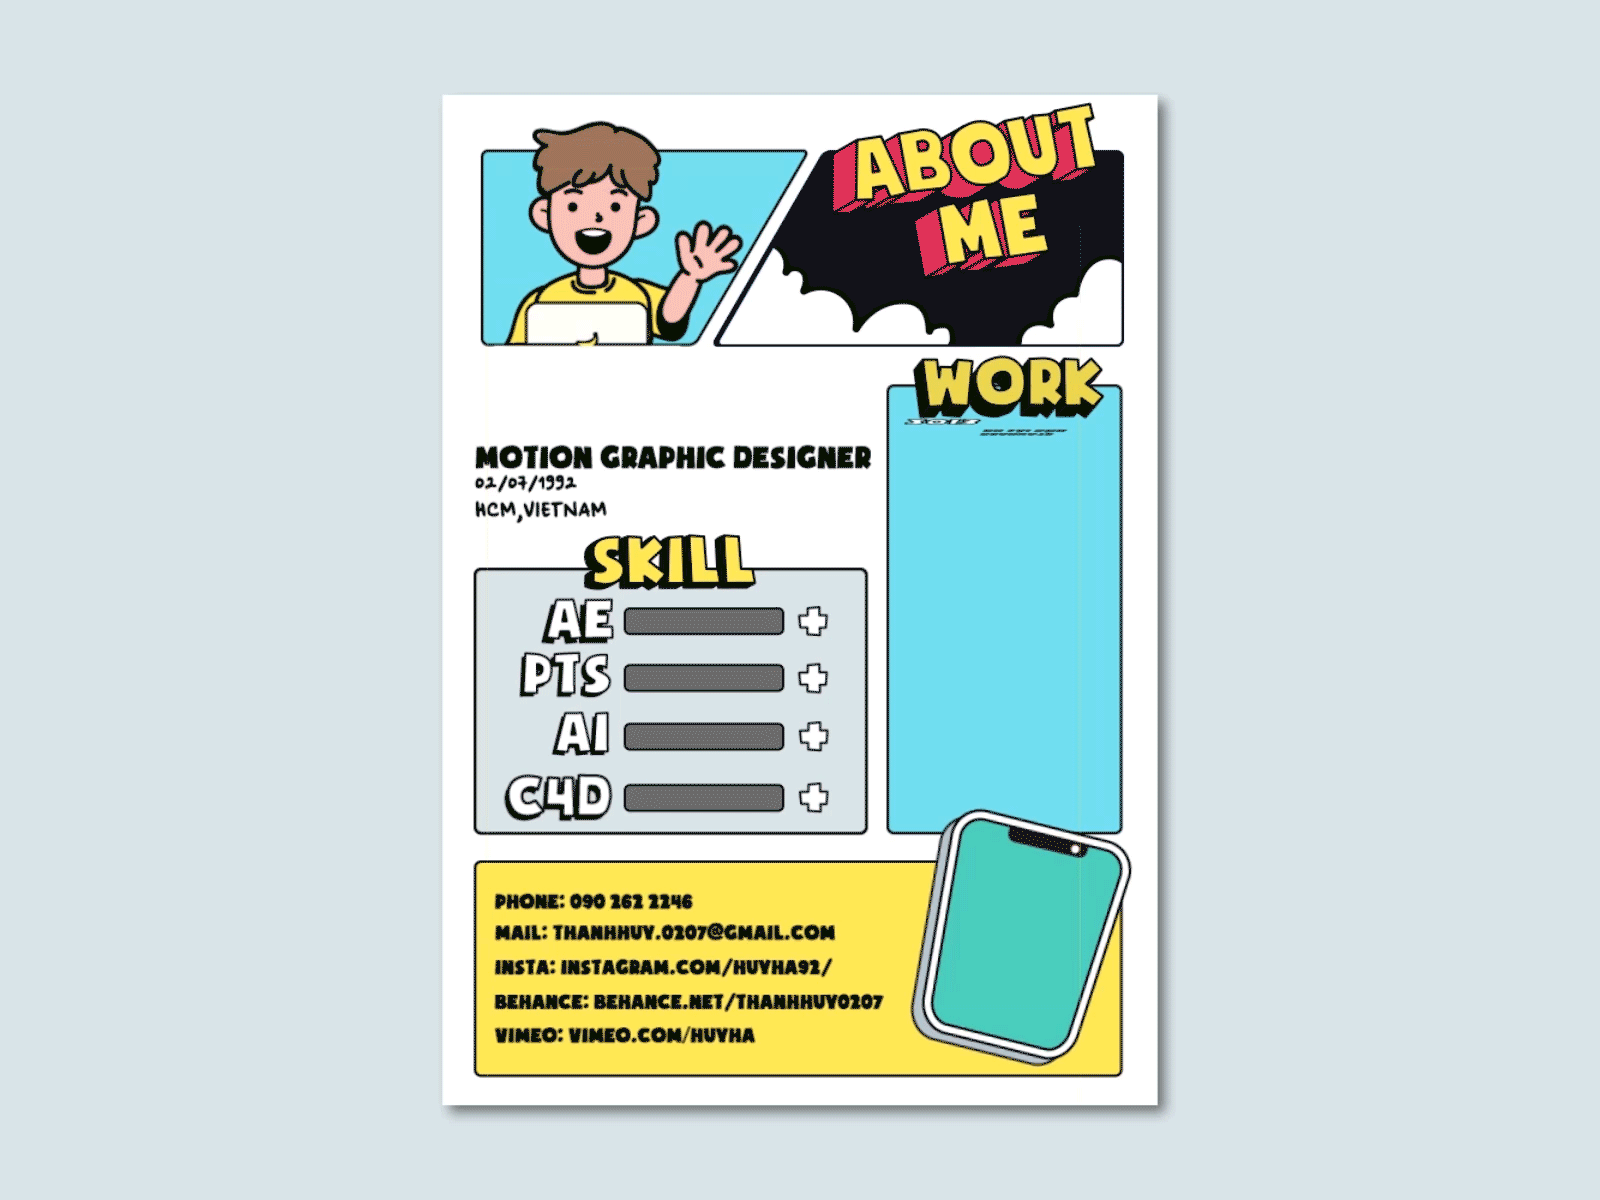 ABOUT
ME
WORK
MOTION GRAPHIC DESIGNER
02/07/1992
HCM,VIETNAM
SKILL
AE
PTS
AI
C4D
PHONE: 090 262 2246
MAIL: THANHHUY.0207@GMAIL.COM
INSTA: INSTAGRAM.COM/HUYHA92/
BEHANCE: BEHANCE.NET/THANHHUY0207
VIMEO: VIMEO.COM/HUYHA